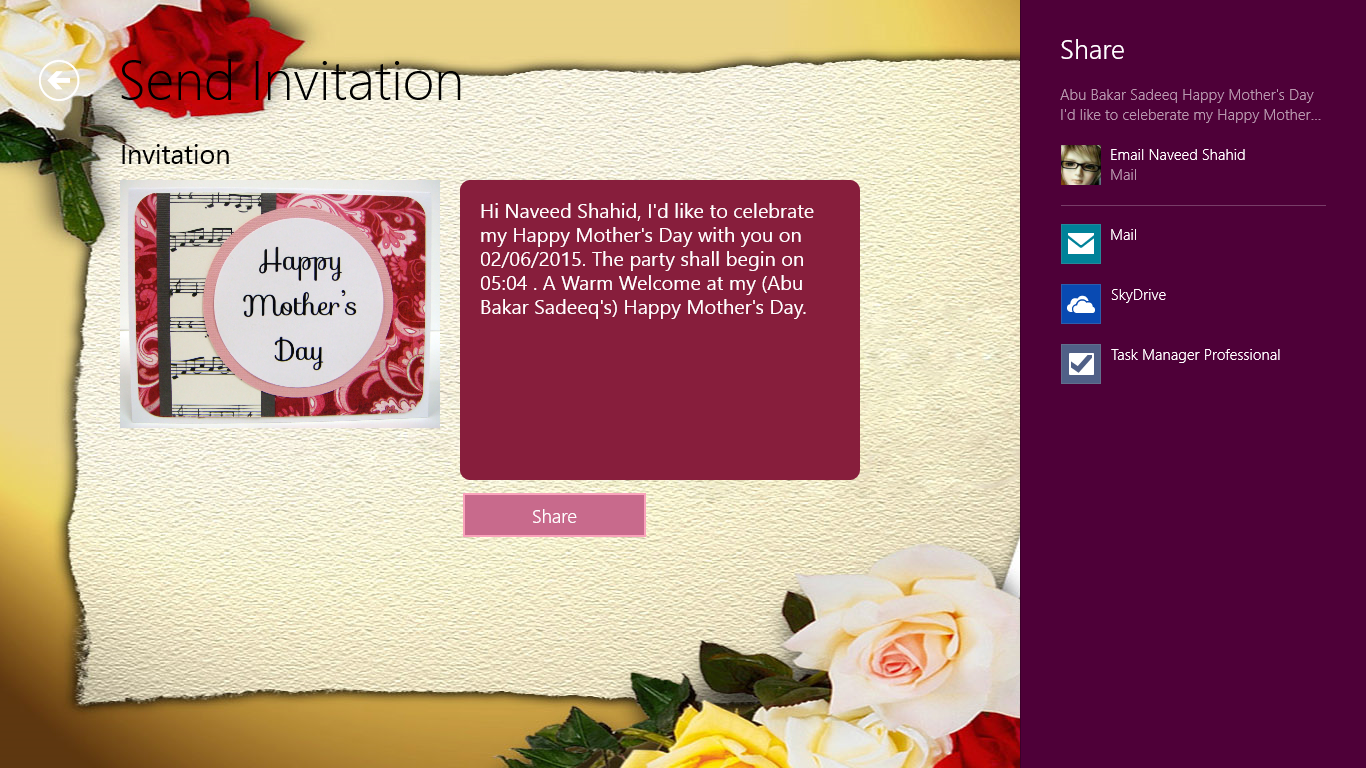 Send Invitation
Invitation
Happy
Mother's
Day
Hi Naveed Shahid, I'd like to celebrate
my Happy Mother's Day with you on
02/06/2015. The party shall begin on
05:04 . A Warm Welcome at my (Abu
Bakar Sadeeq's) Happy Mother's Day.
Share
Share
Abu Bakar Sadeeq Happy Mother's Day
I'd like to celeberate my Happy Mother...
Email Naveed Shahid
Mail
Mail
SkyDrive
Task Manager Professional